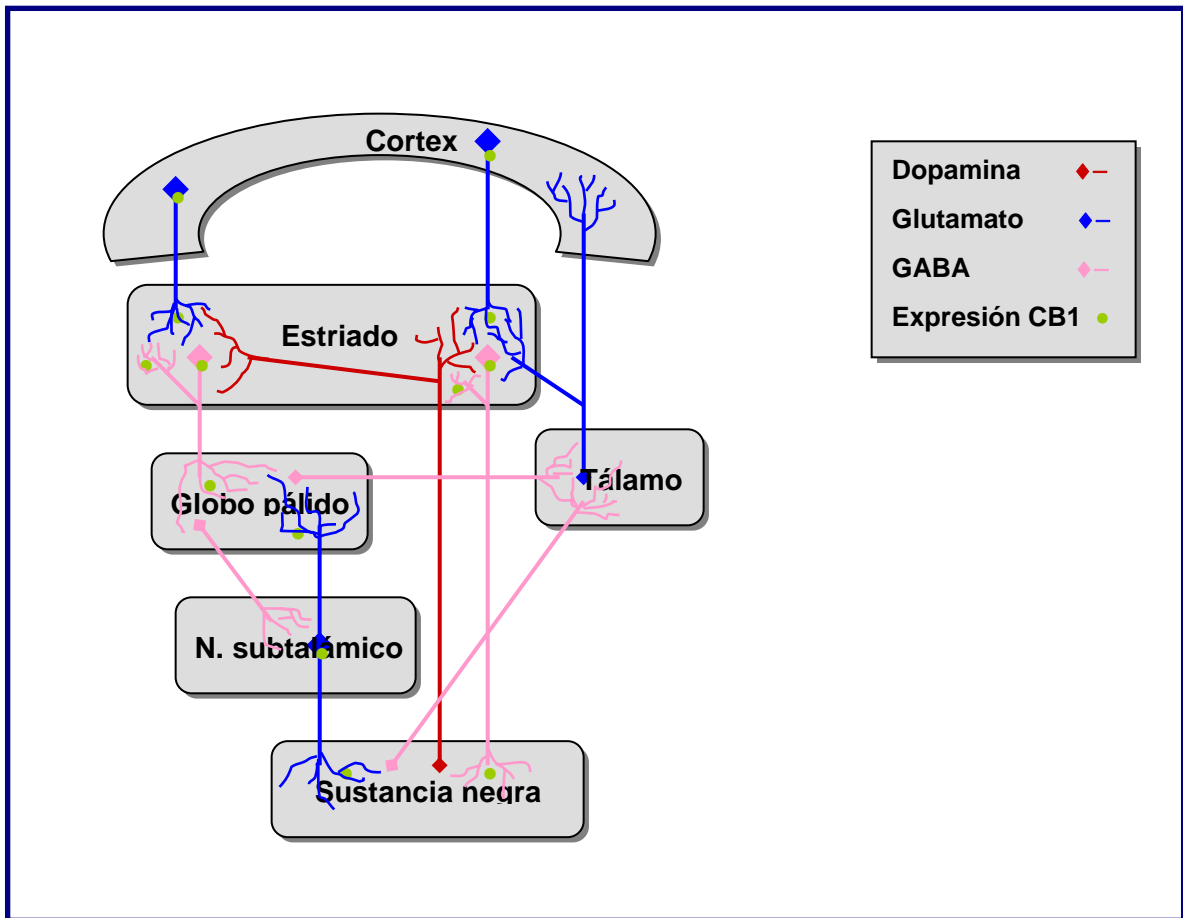 Cortex
Dopamina
Glutamato
GABA
Expresión CB1
Estriado
Tálamo
Globo pálido
N. subtalámico
Sustancia negra